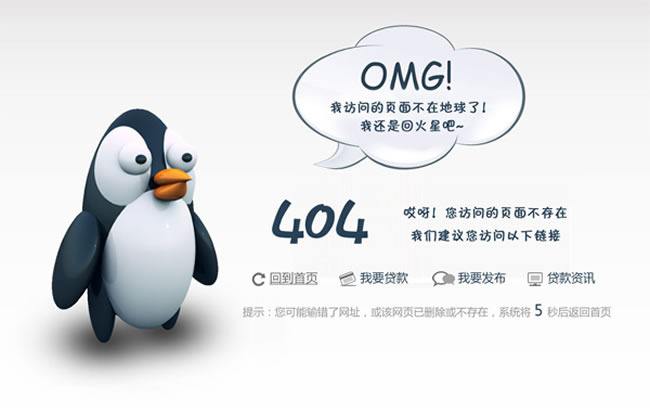 OMG!
我访问的页面不在地球了!
我还是回火星吧~
404
哎呀! 您访问的页面不存在
我们建议您访问以下链接
回到首页 我要贷款 我要发布 贷款资讯
提示：您可能输错了网址，或该网页已删除或不存在，系统将 5 秒后返回首页